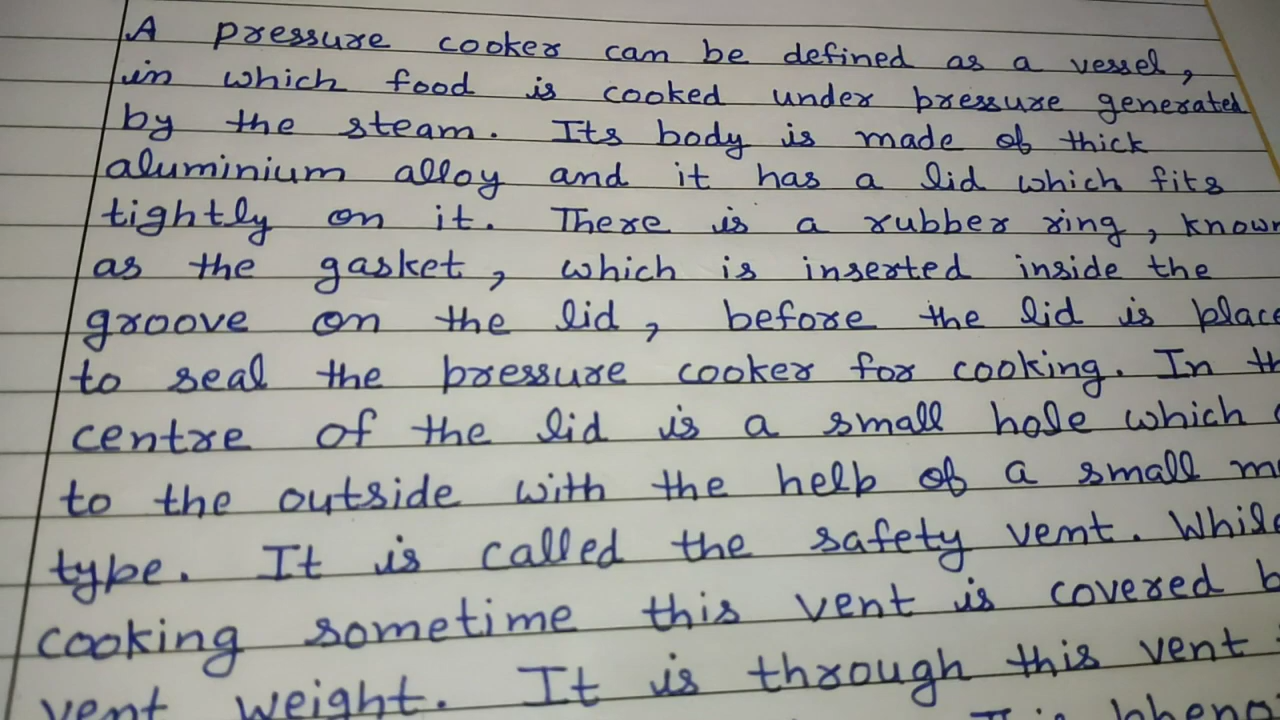 A pressure cooker can be defined as a vessel,
in which food is cooked under pressure generated
by the steam. Its body is made of thick
aluminium alloy and it has a lid which fits
tightly on it. There is a rubber ring, known
as the gasket, which is inserted inside the
groove on the lid, before the lid is place
to seal the pressure cooker for cooking. In th
centre of the lid is a small hole which
to the outside with the help of a small m
type. It is called the safety vent. While
cooking sometime this vent is covered b
vent weight. It is through this vent